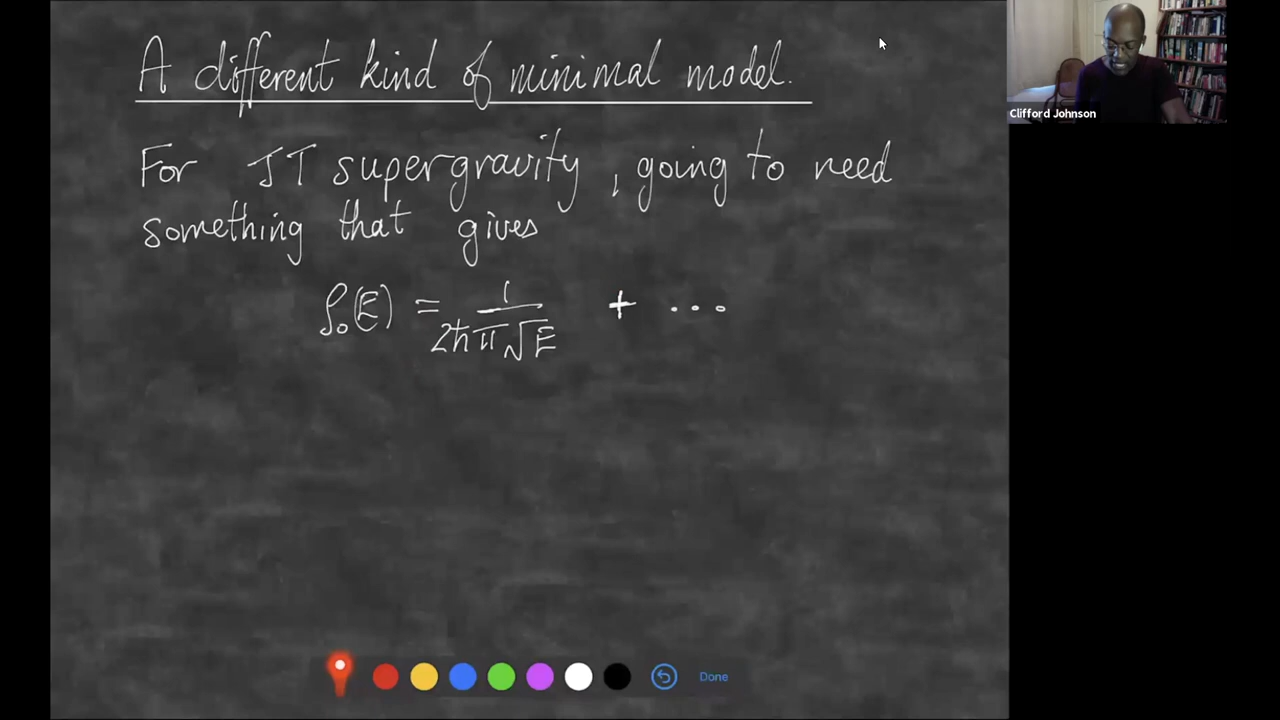 A different kind of minimal model.
For JT supergravity, going to need
something that gives
ρ₀(E) = 1/(2ħπ√E) + ...
Clifford Johnson
Done